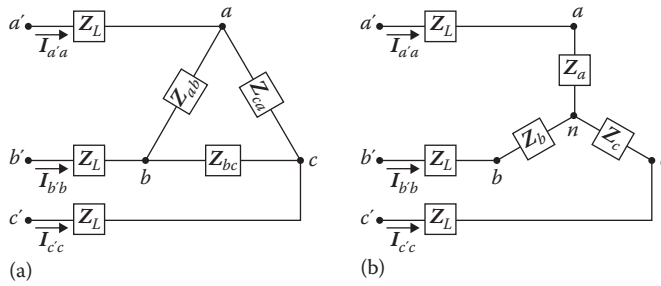 a′ Z_L a
I_a′a
Z_ab Z_ca
b′ Z_L b Z_bc c
I_b′b
c′ Z_L
I_c′c
(a)
a′ Z_L a
I_a′a
Z_a
n
Z_b Z_c
b′ Z_L b
I_b′b
c′ Z_L
I_c′c
(b)